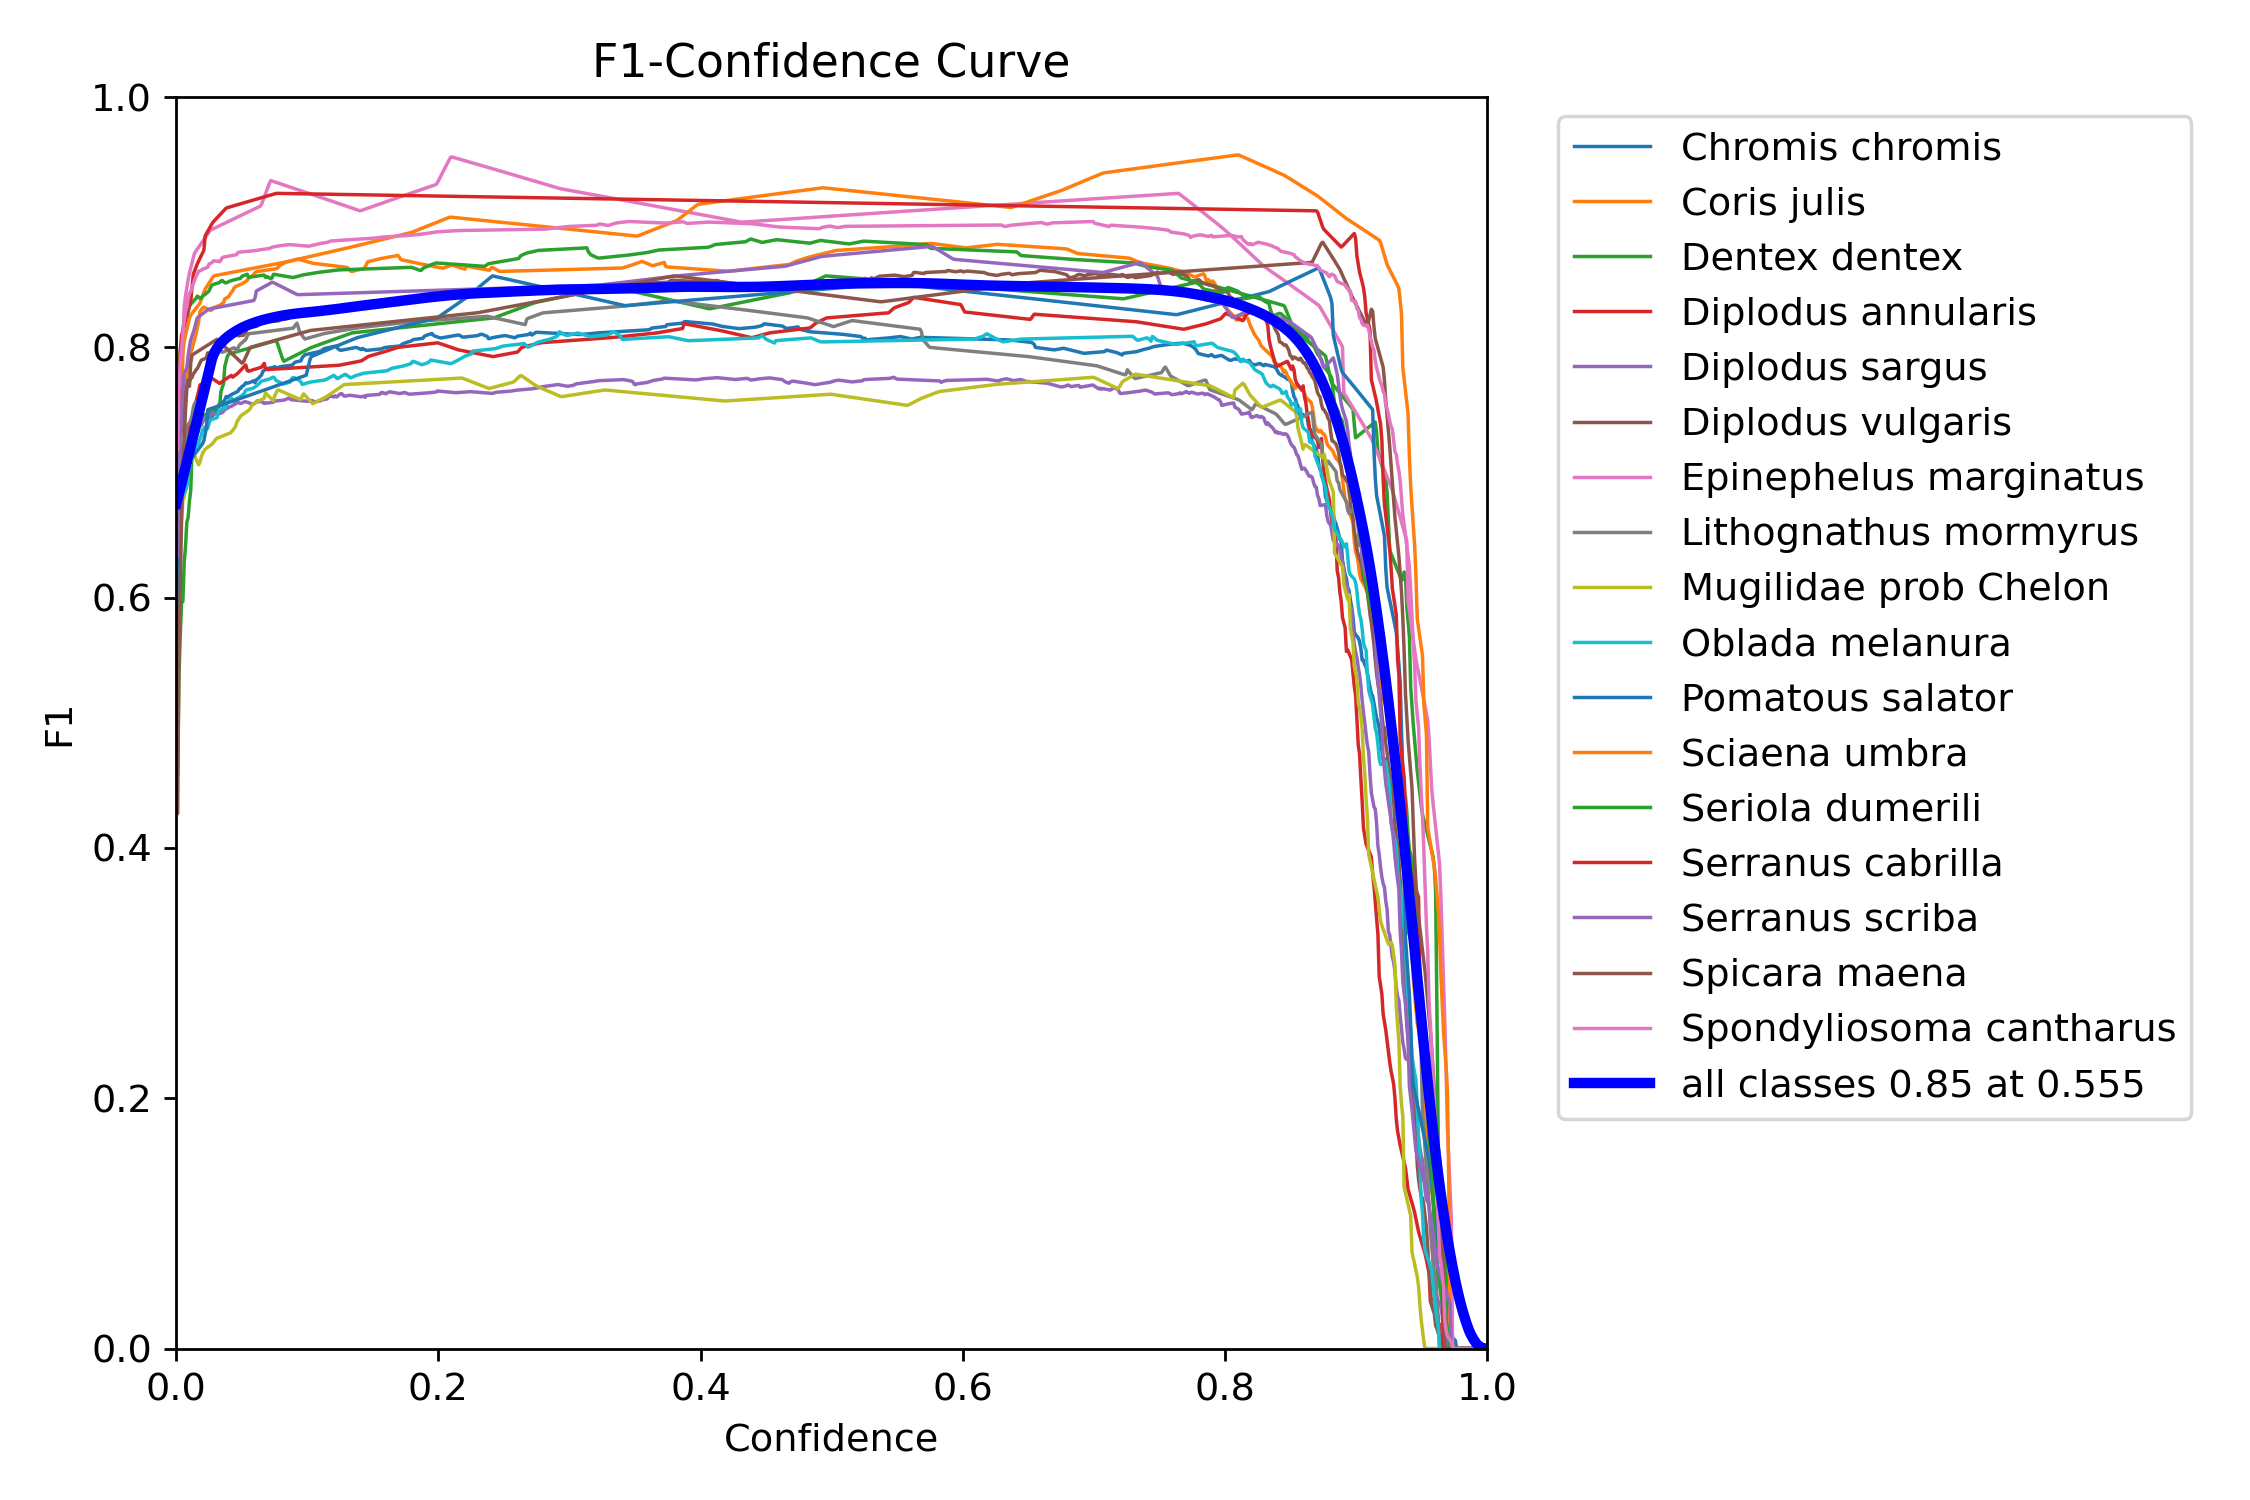 F1-Confidence Curve
1.0
0.8
0.6
0.4
0.2
0.0
F1
0.0 0.2 0.4 0.6 0.8 1.0
Confidence
Chromis chromis
Coris julis
Dentex dentex
Diplodus annularis
Diplodus sargus
Diplodus vulgaris
Epinephelus marginatus
Lithognathus mormyrus
Mugilidae prob Chelon
Oblada melanura
Pomatous salator
Sciaena umbra
Seriola dumerili
Serranus cabrilla
Serranus scriba
Spicara maena
Spondyliosoma cantharus
all classes 0.85 at 0.555